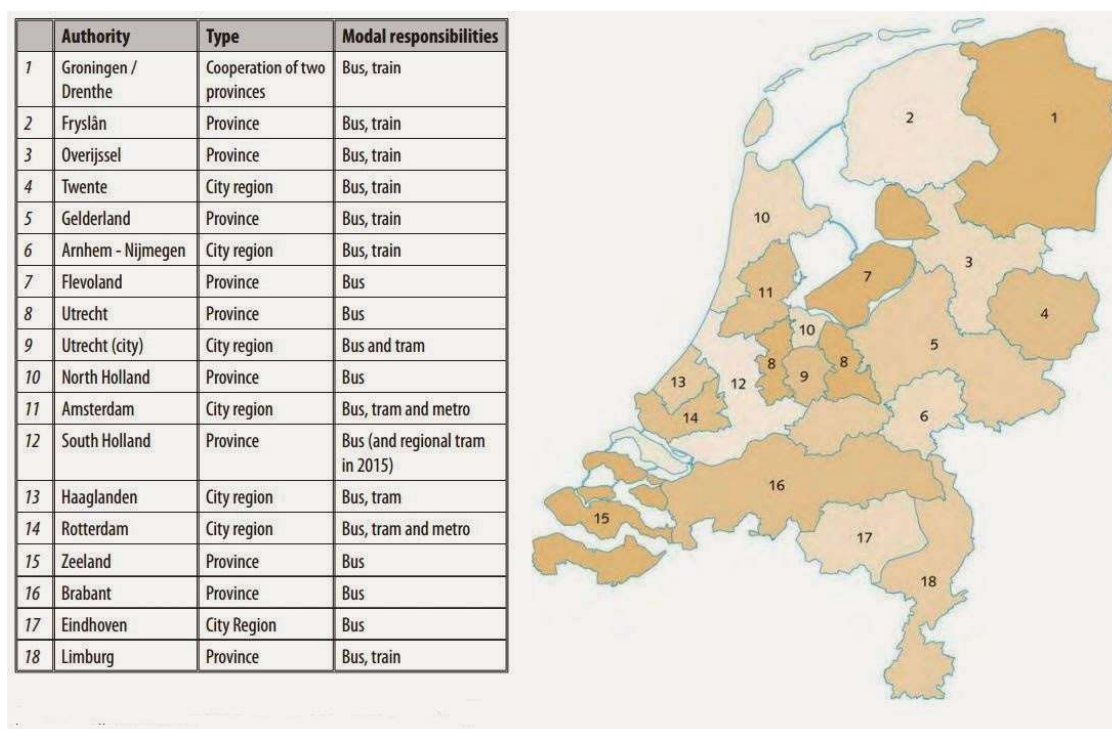 Authority Type Modal responsibilities
1 Groningen / Cooperation of two Bus, train
Drenthe provinces
2 Fryslân Province Bus, train
3 Overijssel Province Bus, train
4 Twente City region Bus, train
5 Gelderland Province Bus, train
6 Arnhem - Nijmegen City region Bus, train
7 Flevoland Province Bus
8 Utrecht Province Bus
9 Utrecht (city) City region Bus and tram
10 North Holland Province Bus
11 Amsterdam City region Bus, tram and metro
12 South Holland Province Bus (and regional tram
in 2015)
13 Haaglanden City region Bus, tram
14 Rotterdam City region Bus, tram and metro
15 Zeeland Province Bus
16 Brabant Province Bus
17 Eindhoven City Region Bus
18 Limburg Province Bus, train
2
1
10
3
7
11
4
10
5
8
9
8
13
12
14
6
16
15
17
18